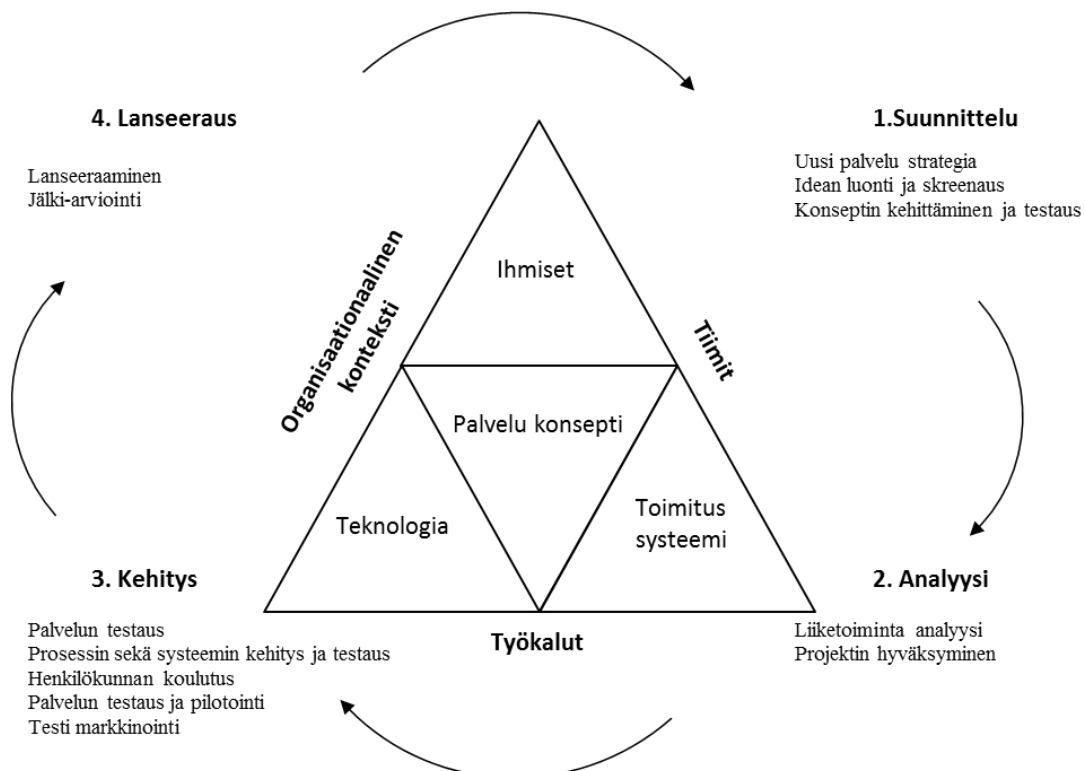 4. Lanseeraus
Lanseeraaminen
Jälki-arviointi
1.Suunnittelu
Uusi palvelu strategia
Idean luonti ja skreenaus
Konseptin kehittäminen ja testaus
Organisaationaalinen
konteksti
Ihmiset
Tiimit
Palvelu konsepti
Teknologia
Toimitus
systeemi
3. Kehitys
Palvelun testaus
Prosessin sekä systeemin kehitys ja testaus
Henkilökunnan koulutus
Palvelun testaus ja pilotointi
Testi markkinointi
Työkalut
2. Analyysi
Liiketoiminta analyysi
Projektin hyväksyminen